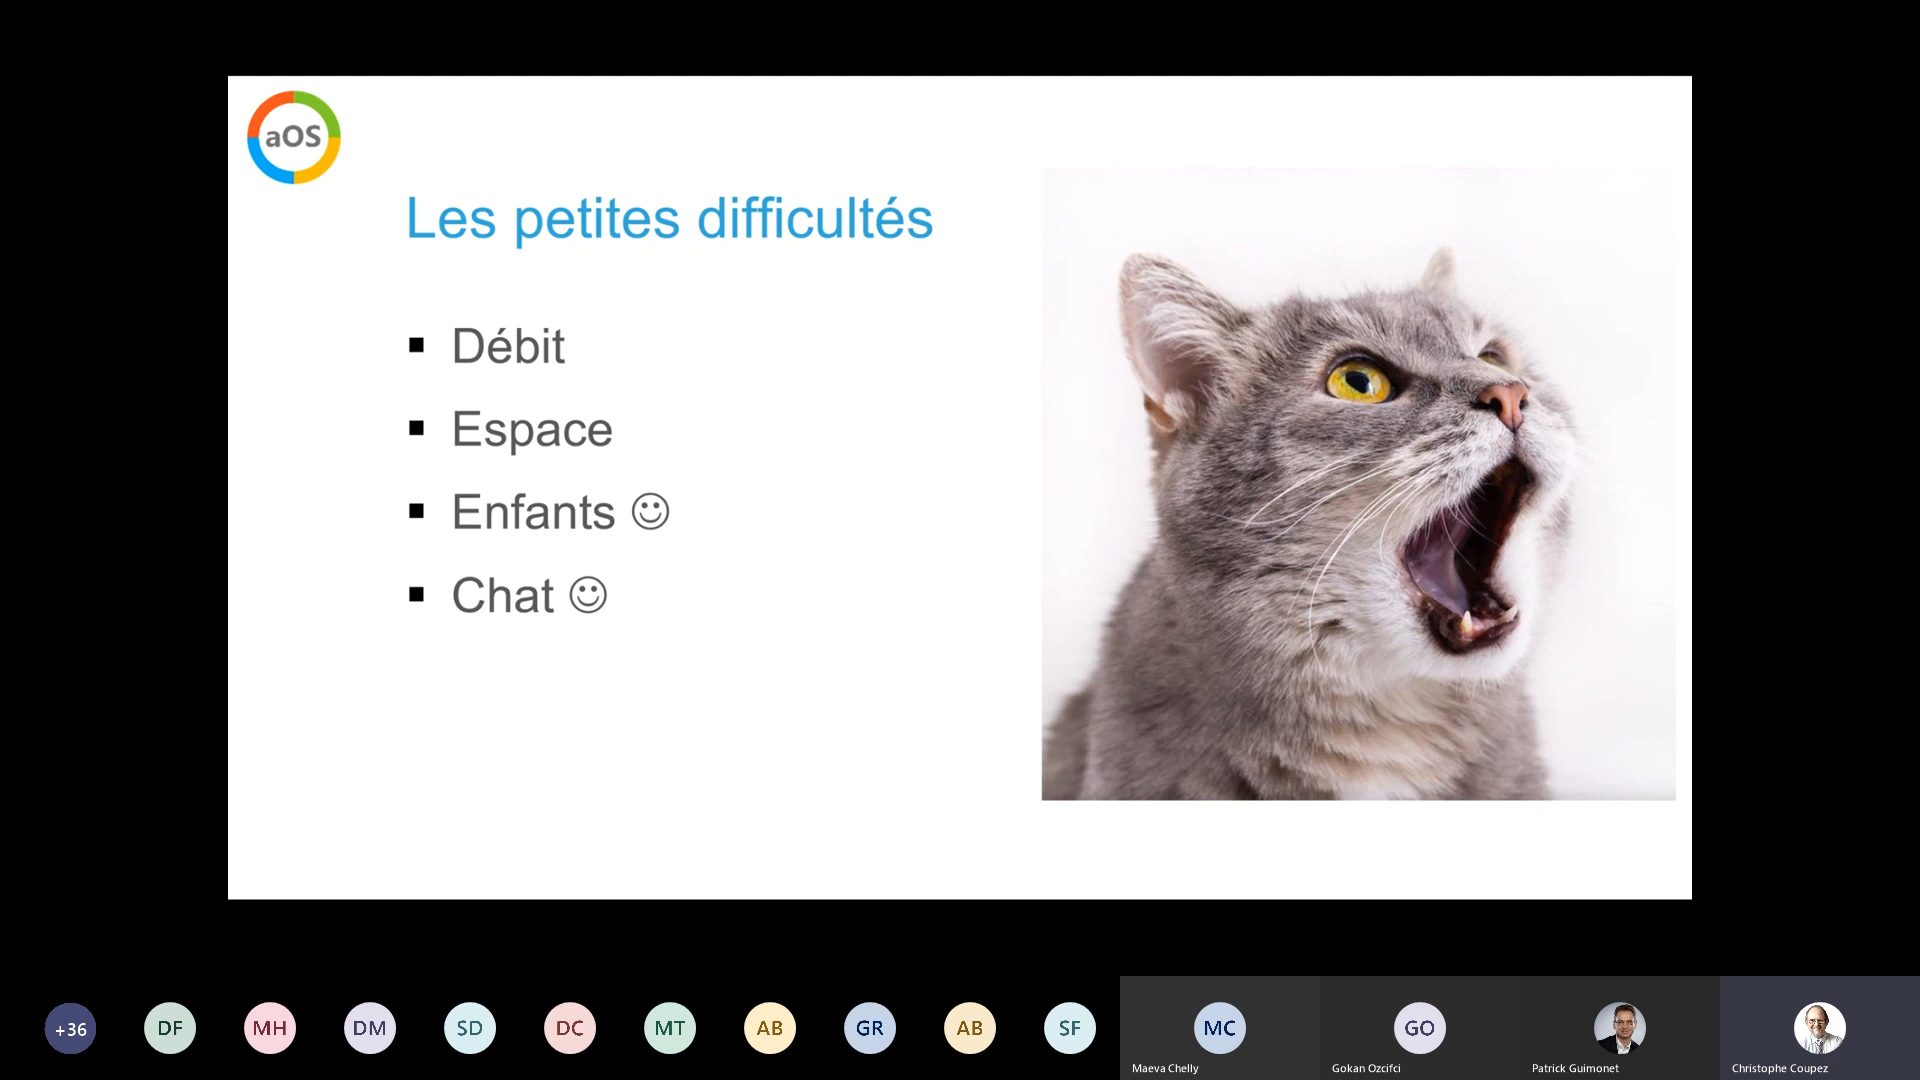 aOS
Les petites difficultés
▪ Débit
▪ Espace
▪ Enfants ☺
▪ Chat ☺
+36
DF
MH
DM
SD
DC
MT
AB
GR
AB
SF
MC
GO
Maeva Chelly
Gokan Ozcifci
Patrick Guimonet
Christophe Coupez